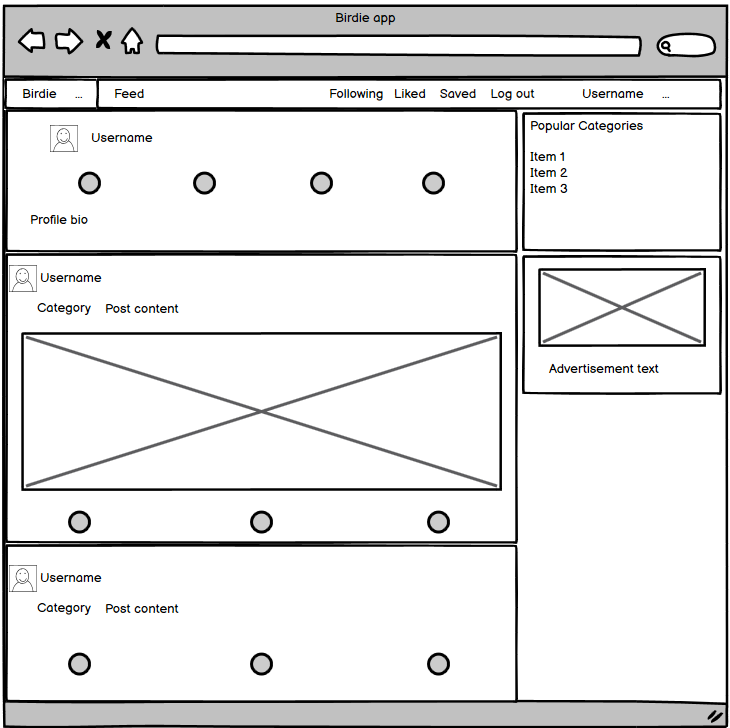 Birdie app
Birdie ... Feed Following Liked Saved Log out Username ...
Username
Profile bio
Popular Categories
Item 1
Item 2
Item 3
Username
Category Post content
Advertisement text
Username
Category Post content